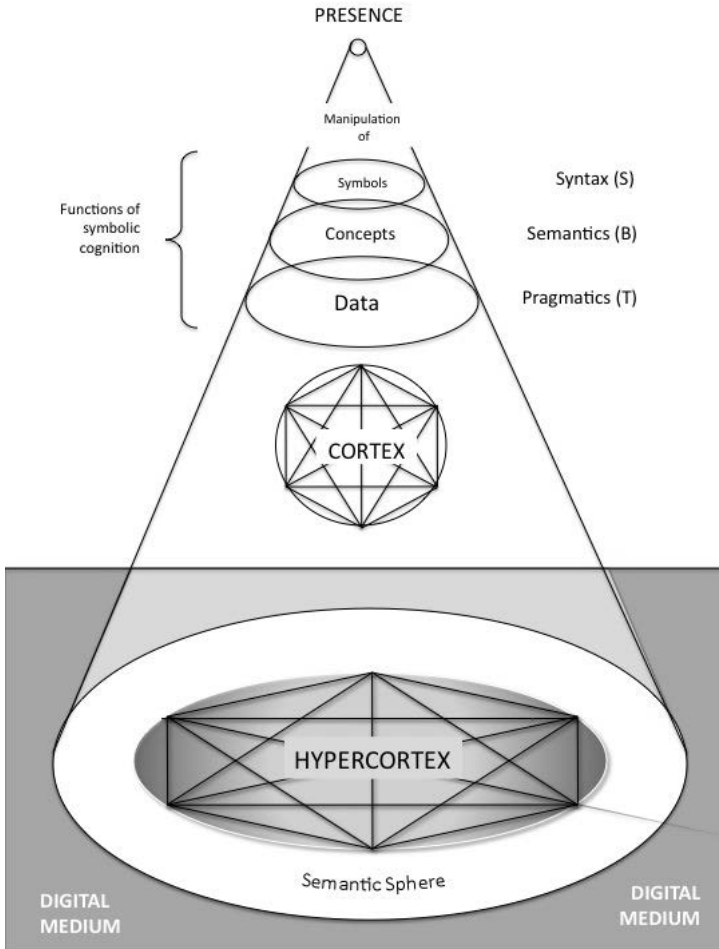 PRESENCE
Manipulation
of
Symbols
Syntax (S)
Functions of
symbolic
cognition
Concepts
Semantics (B)
Data
Pragmatics (T)
CORTEX
HYPERCORTEX
Semantic Sphere
DIGITAL
MEDIUM
DIGITAL
MEDIUM